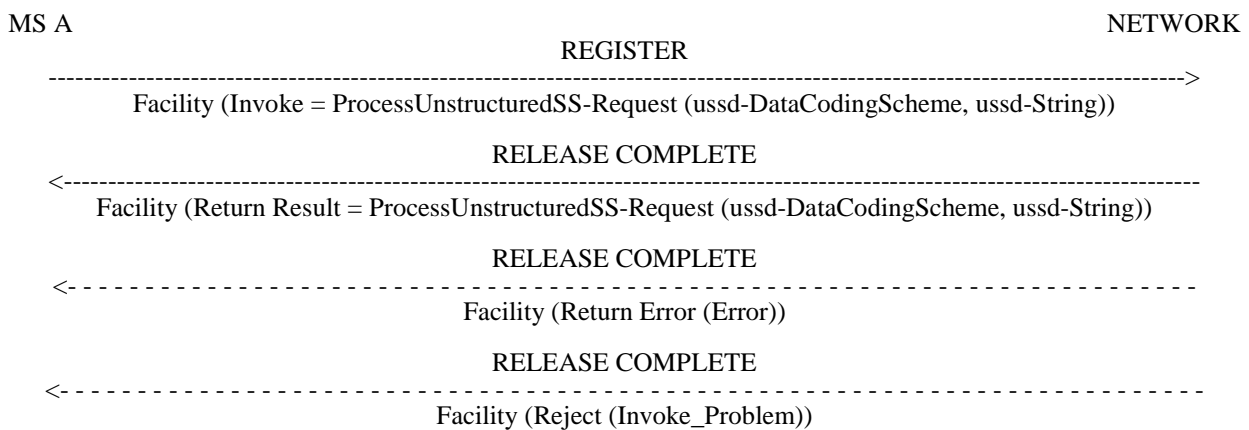 MS A NETWORK
REGISTER
Facility (Invoke = ProcessUnstructuredSS-Request (ussd-DataCodingScheme, ussd-String))
RELEASE COMPLETE
Facility (Return Result = ProcessUnstructuredSS-Request (ussd-DataCodingScheme, ussd-String))
RELEASE COMPLETE
Facility (Return Error (Error))
RELEASE COMPLETE
Facility (Reject (Invoke_Problem))